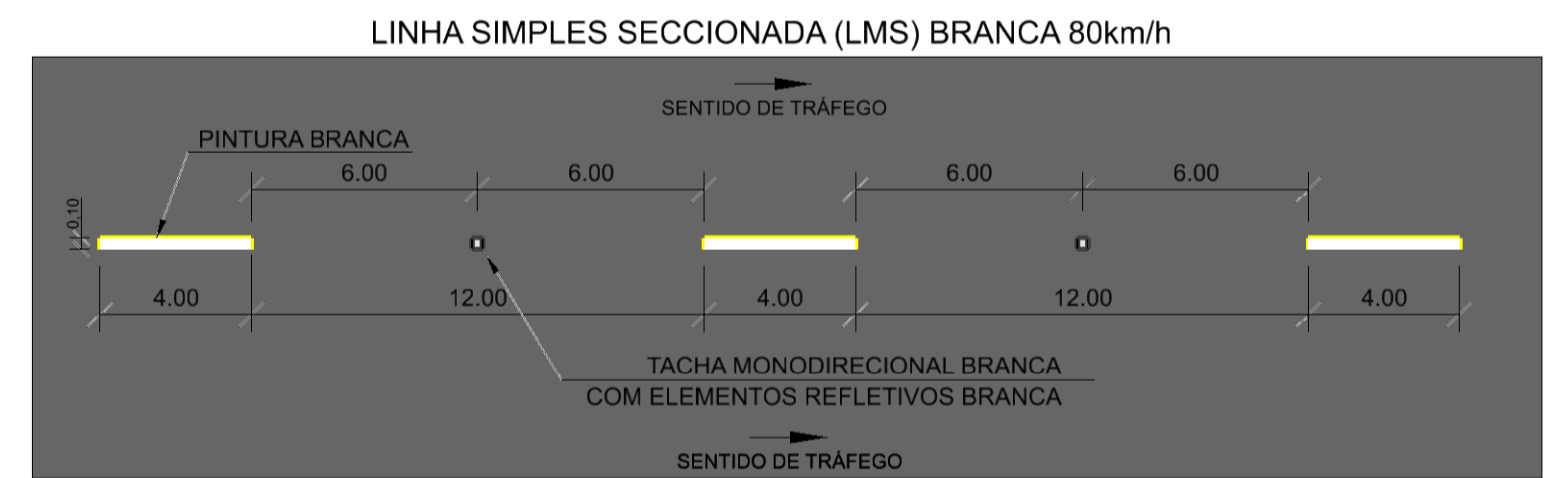 LINHA SIMPLES SECCIONADA (LMS) BRANCA 80km/h
SENTIDO DE TRÁFEGO
PINTURA BRANCA
6.00 6.00 6.00 6.00
0,10
4.00 12.00 4.00 12.00 4.00
TACHA MONODIRECIONAL BRANCA
COM ELEMENTOS REFLETIVOS BRANCA
SENTIDO DE TRÁFEGO